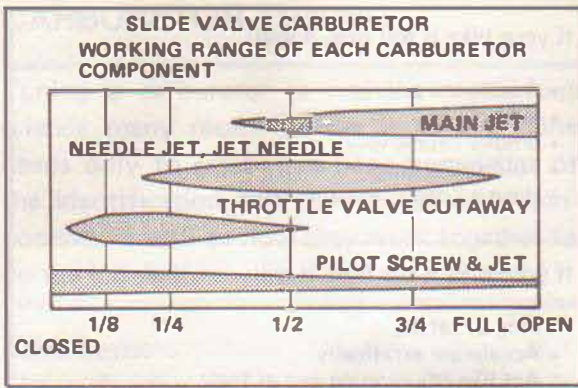 SLIDE VALVE CARBURETOR
WORKING RANGE OF EACH CARBURETOR
COMPONENT
MAIN JET
NEEDLE JET, JET NEEDLE
THROTTLE VALVE CUTAWAY
PILOT SCREW & JET
1/8 1/4 1/2 3/4 FULL OPEN
CLOSED